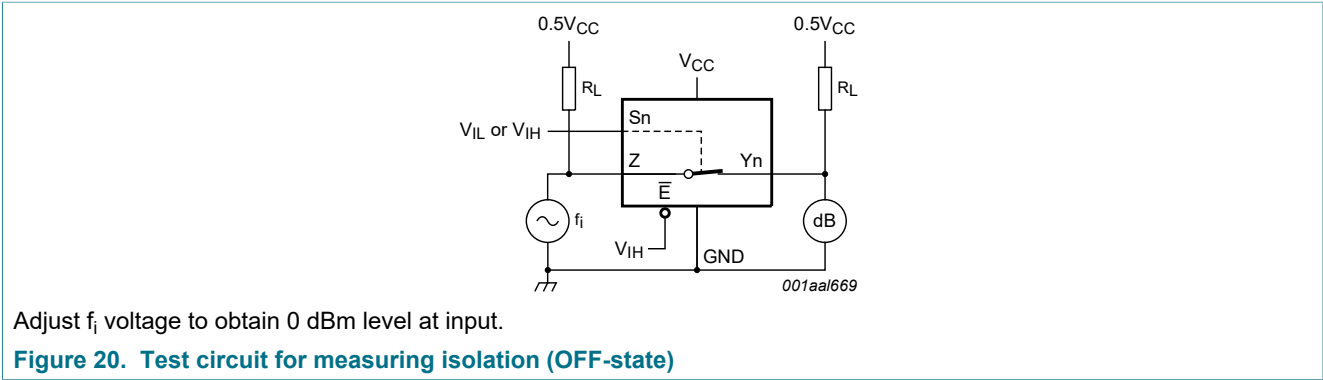 0.5VCC
0.5VCC
VCC
RL
RL
Sn
VIL or VIH
Z
Yn
E̅
fi
dB
VIH
GND
001aal669
Adjust fi voltage to obtain 0 dBm level at input.
Figure 20. Test circuit for measuring isolation (OFF-state)